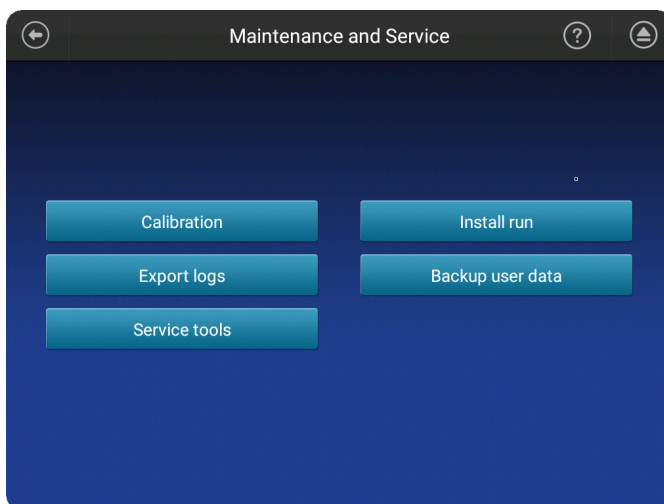 Maintenance and Service ?
Calibration
Install run
Export logs
Backup user data
Service tools